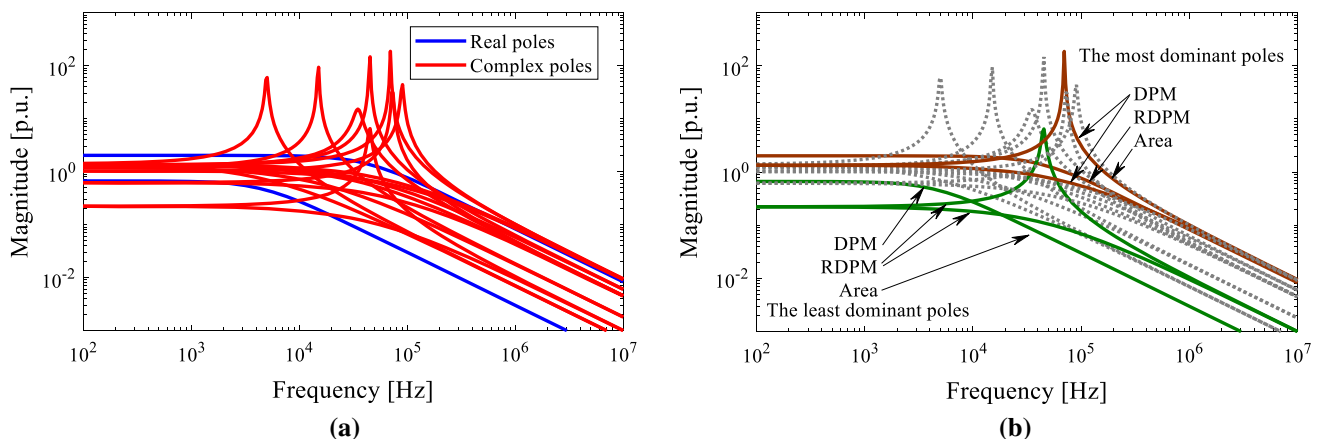 Magnitude [p.u.]
10^2
10^0
10^-2
Real poles
Complex poles
10^2 10^3 10^4 10^5 10^6 10^7
Frequency [Hz]
(a)
Magnitude [p.u.]
10^2
10^0
10^-2
The most dominant poles
DPM
RDPM
Area
DPM
RDPM
Area
The least dominant poles
10^2 10^3 10^4 10^5 10^6 10^7
Frequency [Hz]
(b)